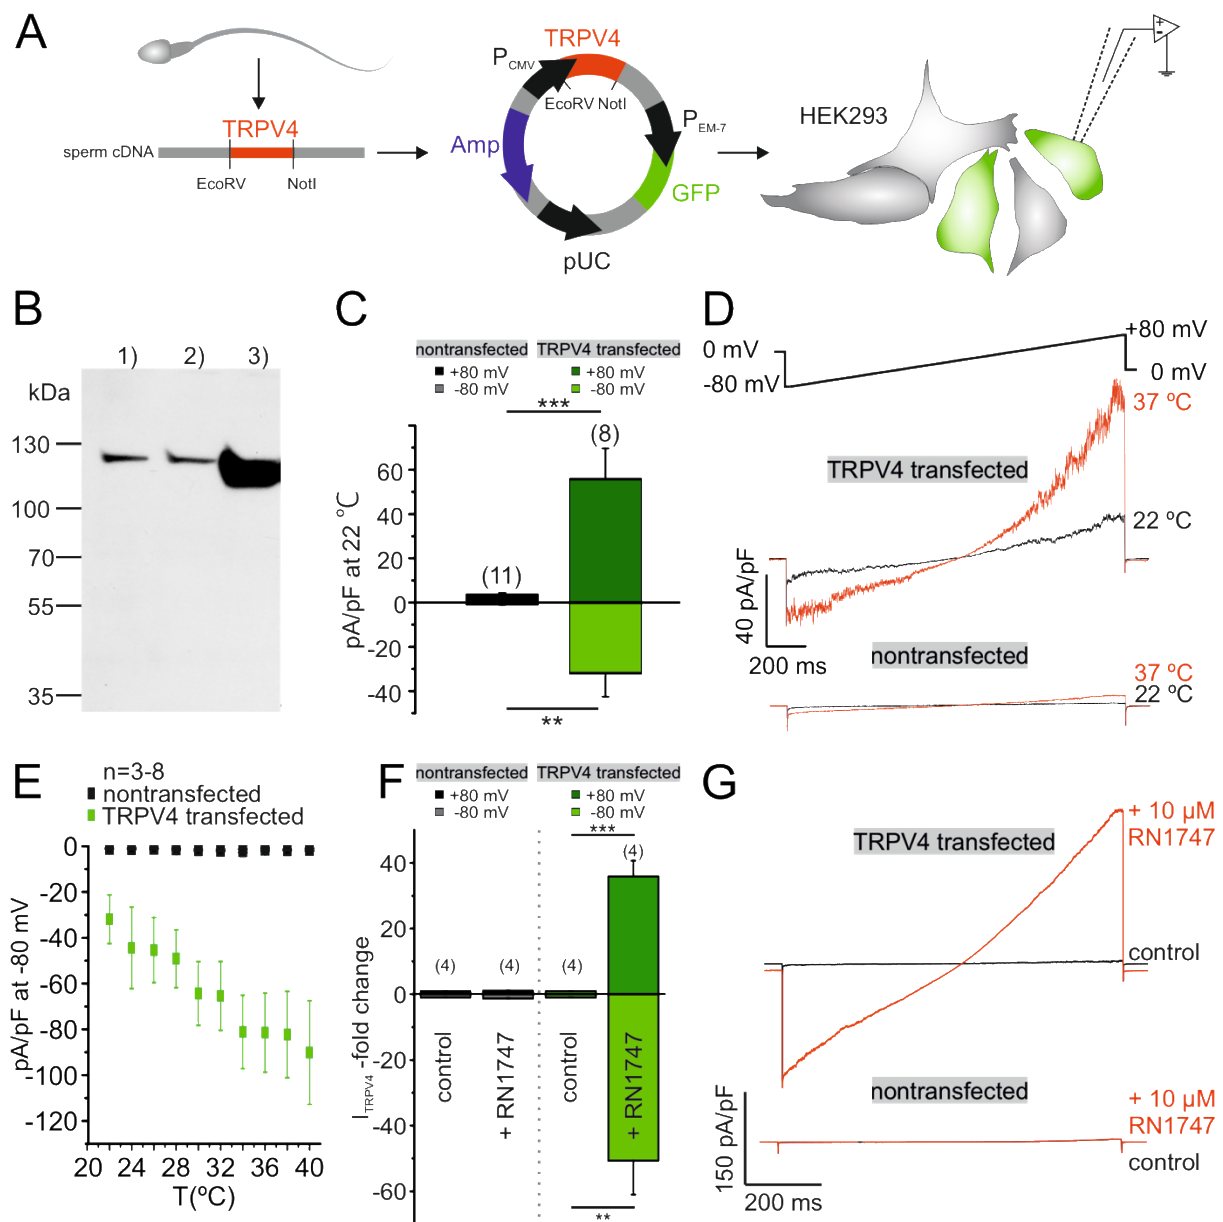 A
TRPV4
sperm cDNA
EcoRV
NotI
TRPV4
P CMV
EcoRV NotI
P EM-7
Amp
GFP
pUC
HEK293
+
-
B
1) 2) 3)
kDa
130
100
70
55
35
C
nontransfected TRPV4 transfected
+80 mV +80 mV
-80 mV -80 mV
***
(8)
(11)
pA/pF at 22 ºC
60
40
20
0
-20
-40
**
D
0 mV
-80 mV
+80 mV
0 mV
37 ºC
TRPV4 transfected
22 ºC
40 pA/pF
200 ms
nontransfected
37 ºC
22 ºC
E
n=3-8
nontransfected
TRPV4 transfected
pA/pF at -80 mV
0
-20
-40
-60
-80
-100
-120
20 24 28 32 36 40
T(ºC)
F
nontransfected TRPV4 transfected
+80 mV +80 mV
-80 mV -80 mV
***
(4)
(4) (4) (4)
I TRPV4 -fold change
40
20
0
-20
-40
-60
control
+ RN1747
control
+ RN1747
**
G
+ 10 µM
RN1747
TRPV4 transfected
control
nontransfected
+ 10 µM
RN1747
control
150 pA/pF
200 ms